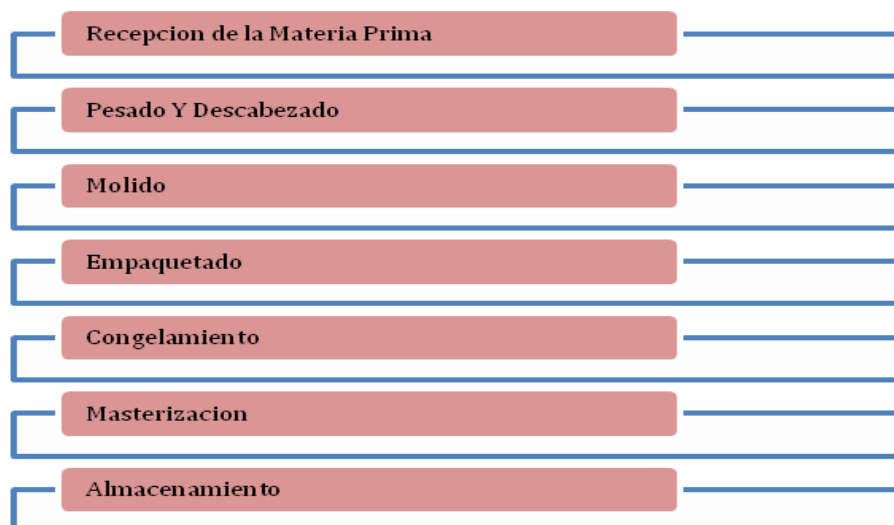 Recepcion de la Materia Prima
Pesado Y Descabezado
Molido
Empaquetado
Congelamiento
Masterizacion
Almacenamiento